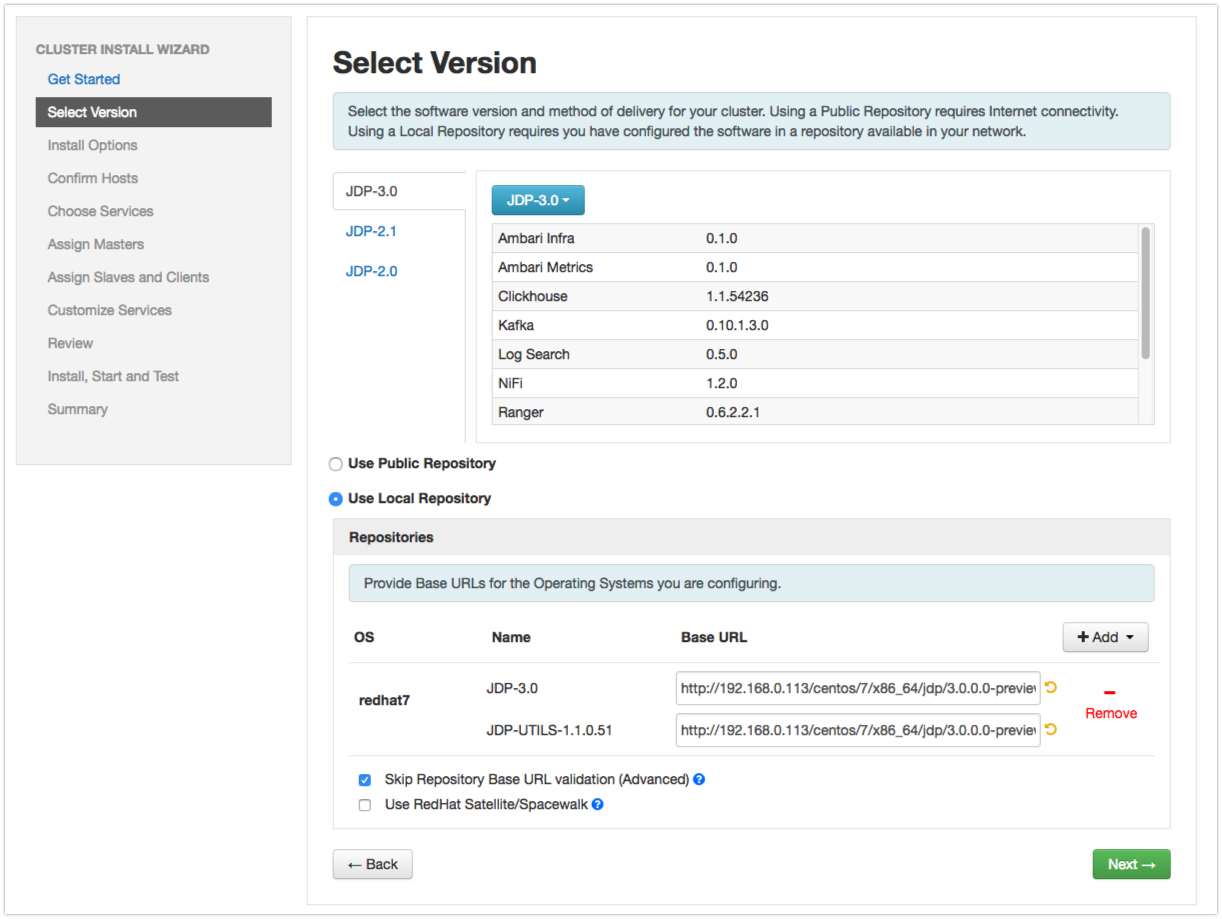 CLUSTER INSTALL WIZARD
Get Started
Select Version
Install Options
Confirm Hosts
Choose Services
Assign Masters
Assign Slaves and Clients
Customize Services
Review
Install, Start and Test
Summary
Select Version
Select the software version and method of delivery for your cluster. Using a Public Repository requires Internet connectivity.
Using a Local Repository requires you have configured the software in a repository available in your network.
JDP-3.0
JDP-2.1
JDP-2.0
JDP-3.0
Ambari Infra 0.1.0
Ambari Metrics 0.1.0
Clickhouse 1.1.54236
Kafka 0.10.1.3.0
Log Search 0.5.0
NiFi 1.2.0
Ranger 0.6.2.2.1
Use Public Repository
Use Local Repository
Repositories
Provide Base URLs for the Operating Systems you are configuring.
OS Name Base URL + Add
redhat7
JDP-3.0 http://192.168.0.113/centos/7/x86_64/jdp/3.0.0.0-preview
JDP-UTILS-1.1.0.51 http://192.168.0.113/centos/7/x86_64/jdp/3.0.0.0-preview
Remove
Skip Repository Base URL validation (Advanced) ?
Use RedHat Satellite/Spacewalk ?
← Back
Next →